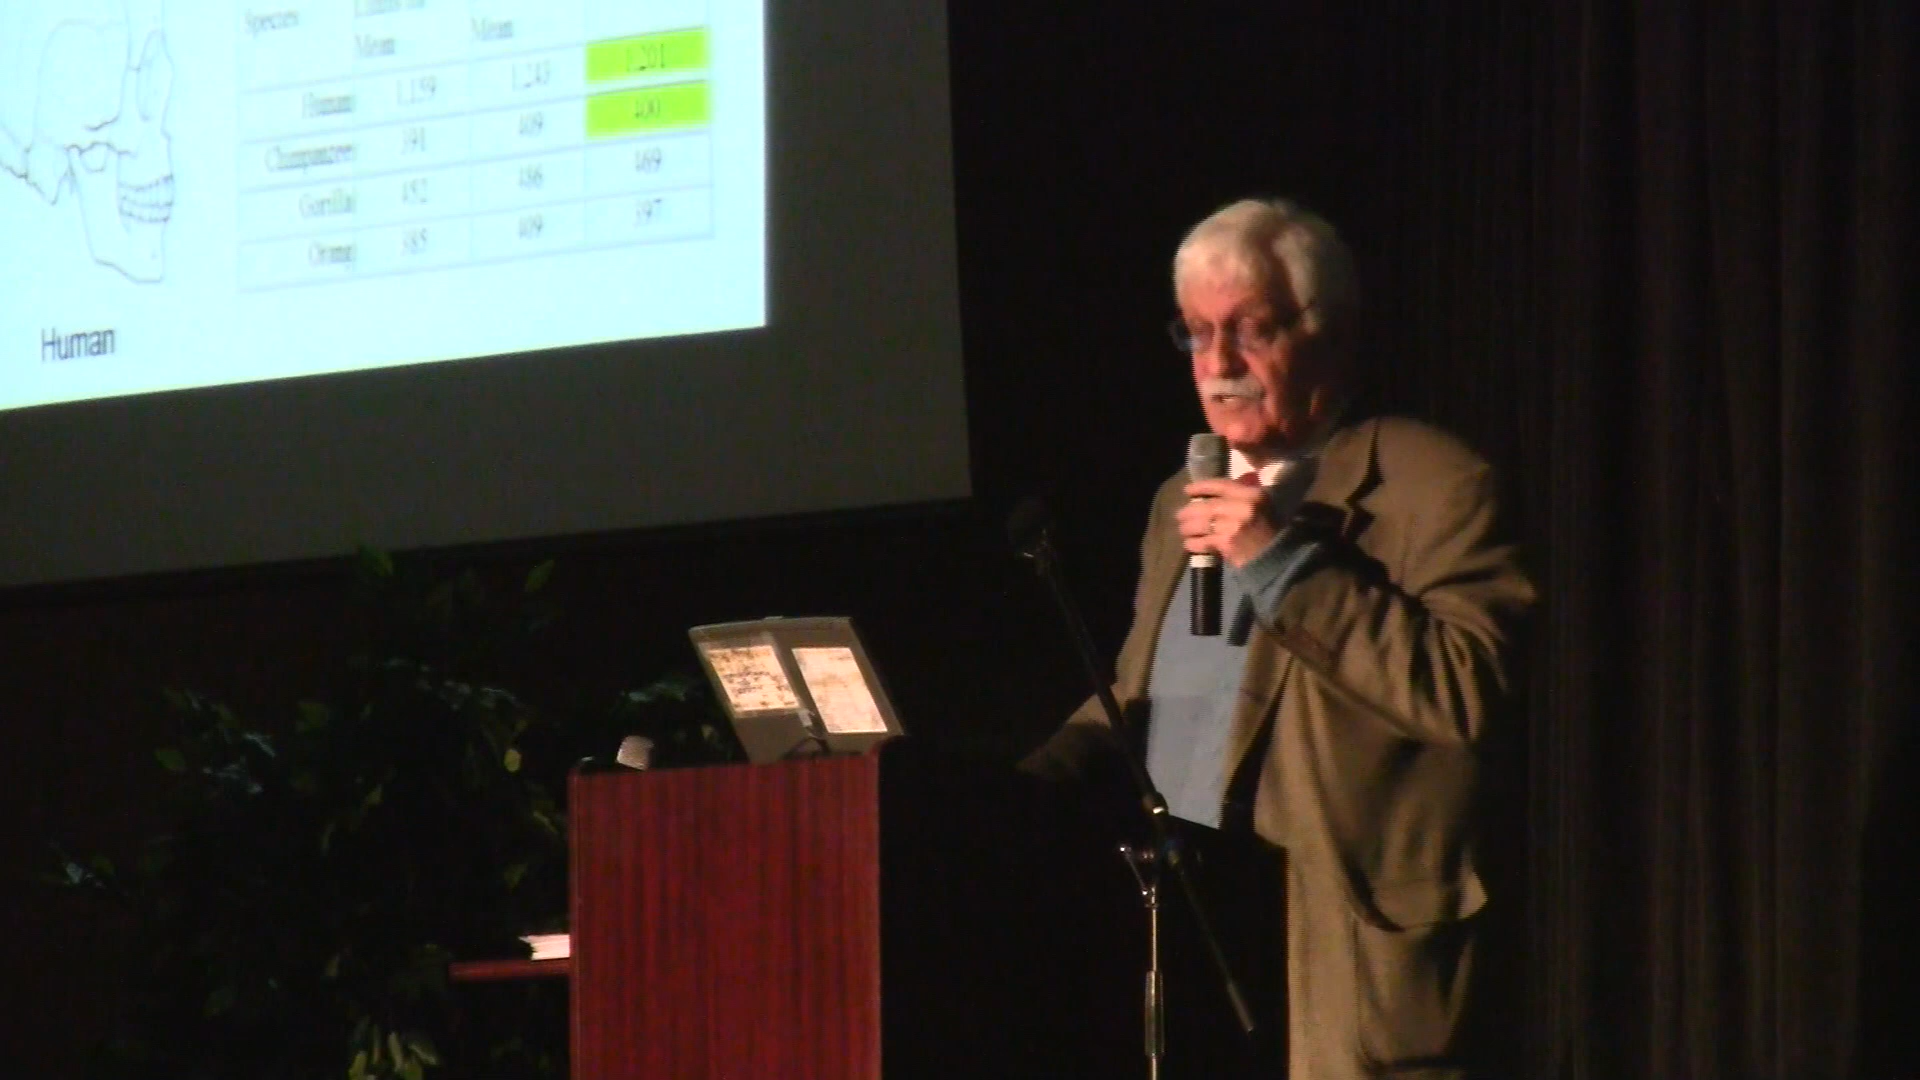 Species
Mean Mean
Human 1,159 1,243 1,201
Chimpanzees 391 409 400
Gorilla 452 486 469
Orang 385 409 397
Human